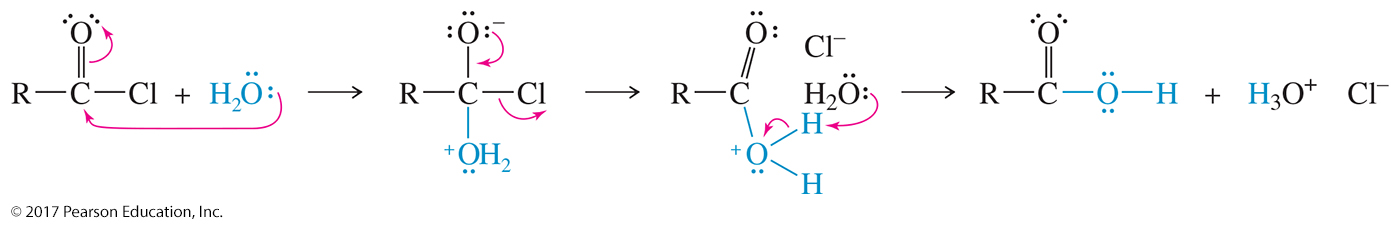 O O⁻ O Cl⁻ O
R—C—Cl + H₂O: ⟶ R—C—Cl ⟶ R—C H₂O: ⟶ R—C—O—H + H₃O⁺ Cl⁻
H
⁺OH₂ ⁺O
H
© 2017 Pearson Education, Inc.